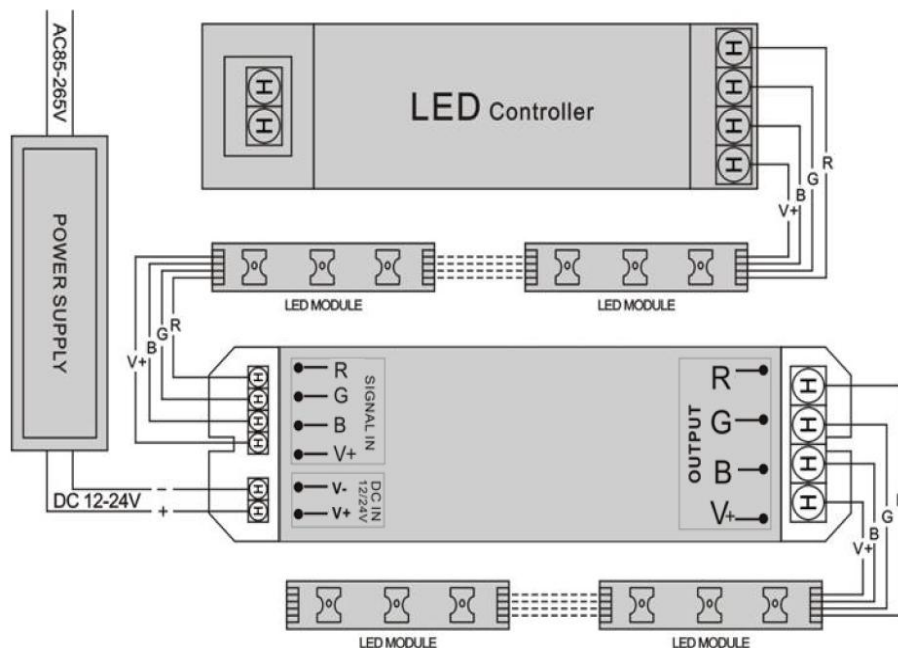 AC85-265V
POWER SUPPLY
DC 12-24V
-
+
LED Controller
R
G
B
V+
LED MODULE
LED MODULE
R
G
B
V+
R
G
B
V+
SIGNAL IN
V-
V+
DC IN
12/24V
OUTPUT
R
G
B
V+
G
B
V+
LED MODULE
LED MODULE